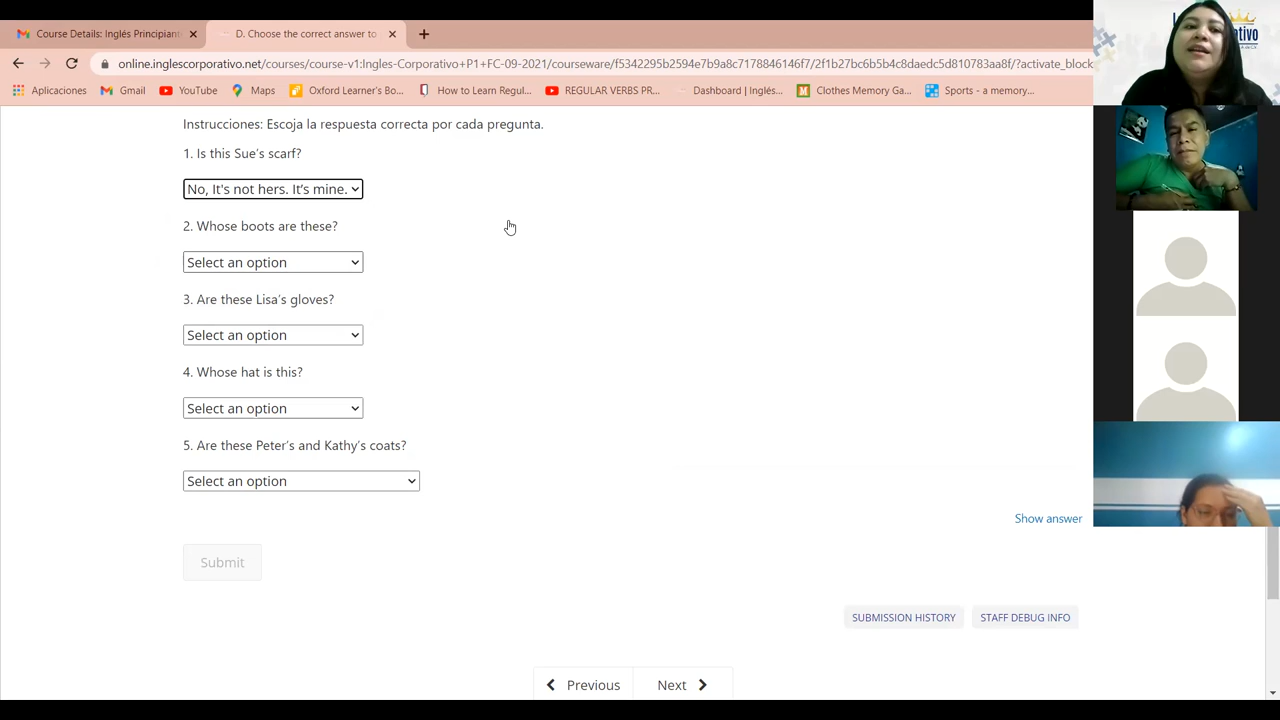 Course Details: Inglés Principiant
D. Choose the correct answer to
online.inglescorporativo.net/courses/course-v1:Ingles-Corporativo+P1+FC-09-2021/courseware/f5342295b2594e7b9a8c7178846146f7/2f1b27bc6b5b4c8daedc5d810783aa8f/?activate_block
Aplicaciones
Gmail
YouTube
Maps
Oxford Learner's Bo...
How to Learn Regul...
REGULAR VERBS PR...
Dashboard | Inglés...
Clothes Memory Ga...
Sports - a memory...
Instrucciones: Escoja la respuesta correcta por cada pregunta.
1. Is this Sue's scarf?
No, It's not hers. It's mine.
2. Whose boots are these?
Select an option
3. Are these Lisa's gloves?
Select an option
4. Whose hat is this?
Select an option
5. Are these Peter's and Kathy's coats?
Select an option
Show answer
Submit
SUBMISSION HISTORY
STAFF DEBUG INFO
Previous
Next